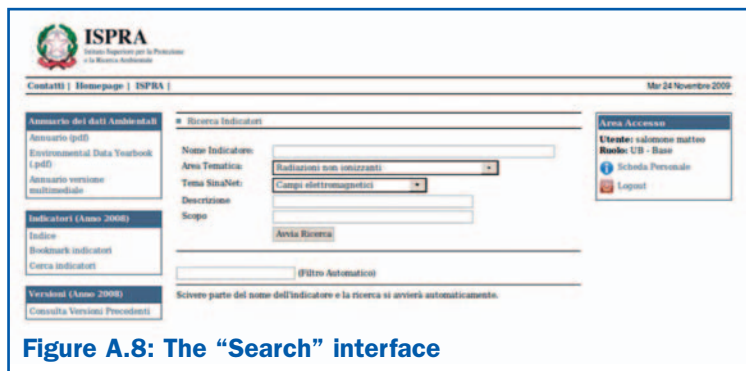 ISPRA
Istituto Superiore per la Protezione
e la Ricerca Ambientale
Contatti | Homepage | ISPRA |
Mar 24 Novembre 2009
Annuario dei dati Ambientali
Annuario (pdf)
Environmental Data Yearbook
(.pdf)
Annuario versione
multimediale
Indicatori (Anno 2008)
Indice
Bookmark indicatori
Cerca indicatori
Versioni (Anno 2008)
Consulta Versioni Precedenti
Ricerca Indicatori
Nome Indicatore:
Area Tematica: Radiazioni non ionizzanti
Tema SinaNet: Campi elettromagnetici
Descrizione
Scopo
Avvia Ricerca
(Filtro Automatico)
Scivere parte del nome dell'indicatore e la ricerca si avvierà automaticamente.
Area Accesso
Utente: salomone matteo
Ruolo: UB - Base
Scheda Personale
Logout
Figure A.8: The “Search” interface